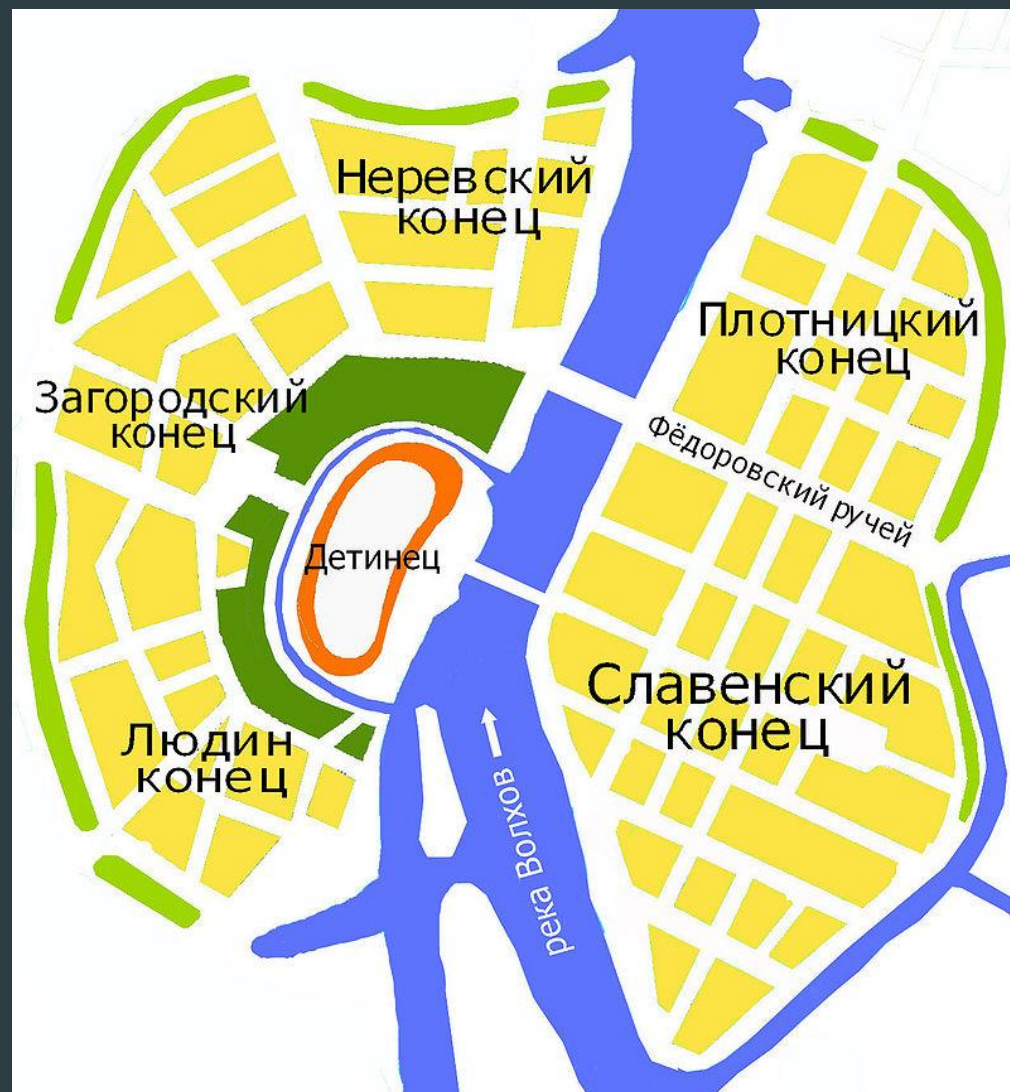 Неревский
конец
Плотницкий
конец
Загородский
конец
Фёдоровский ручей
Детинец
Славенский
конец
Людин
конец
река Волхов →